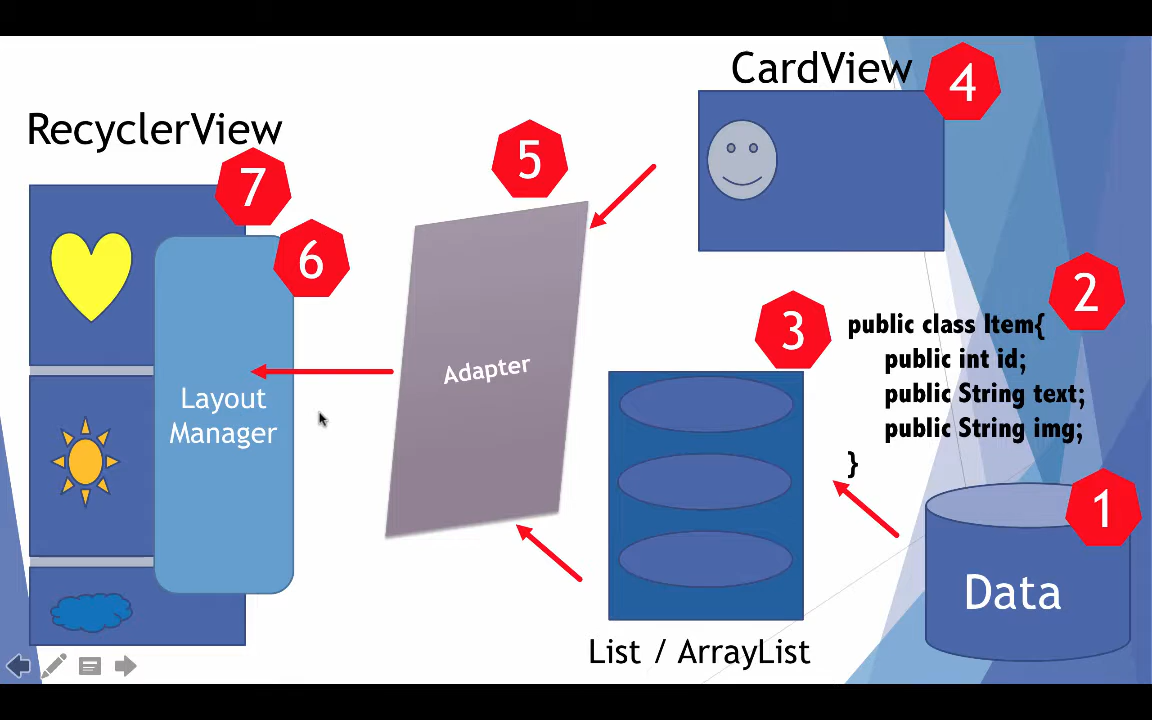 CardView
4
RecyclerView
5
7
6
2
3
public class Item{
public int id;
public String text;
public String img;
}
Adapter
Layout
Manager
1
Data
List / ArrayList